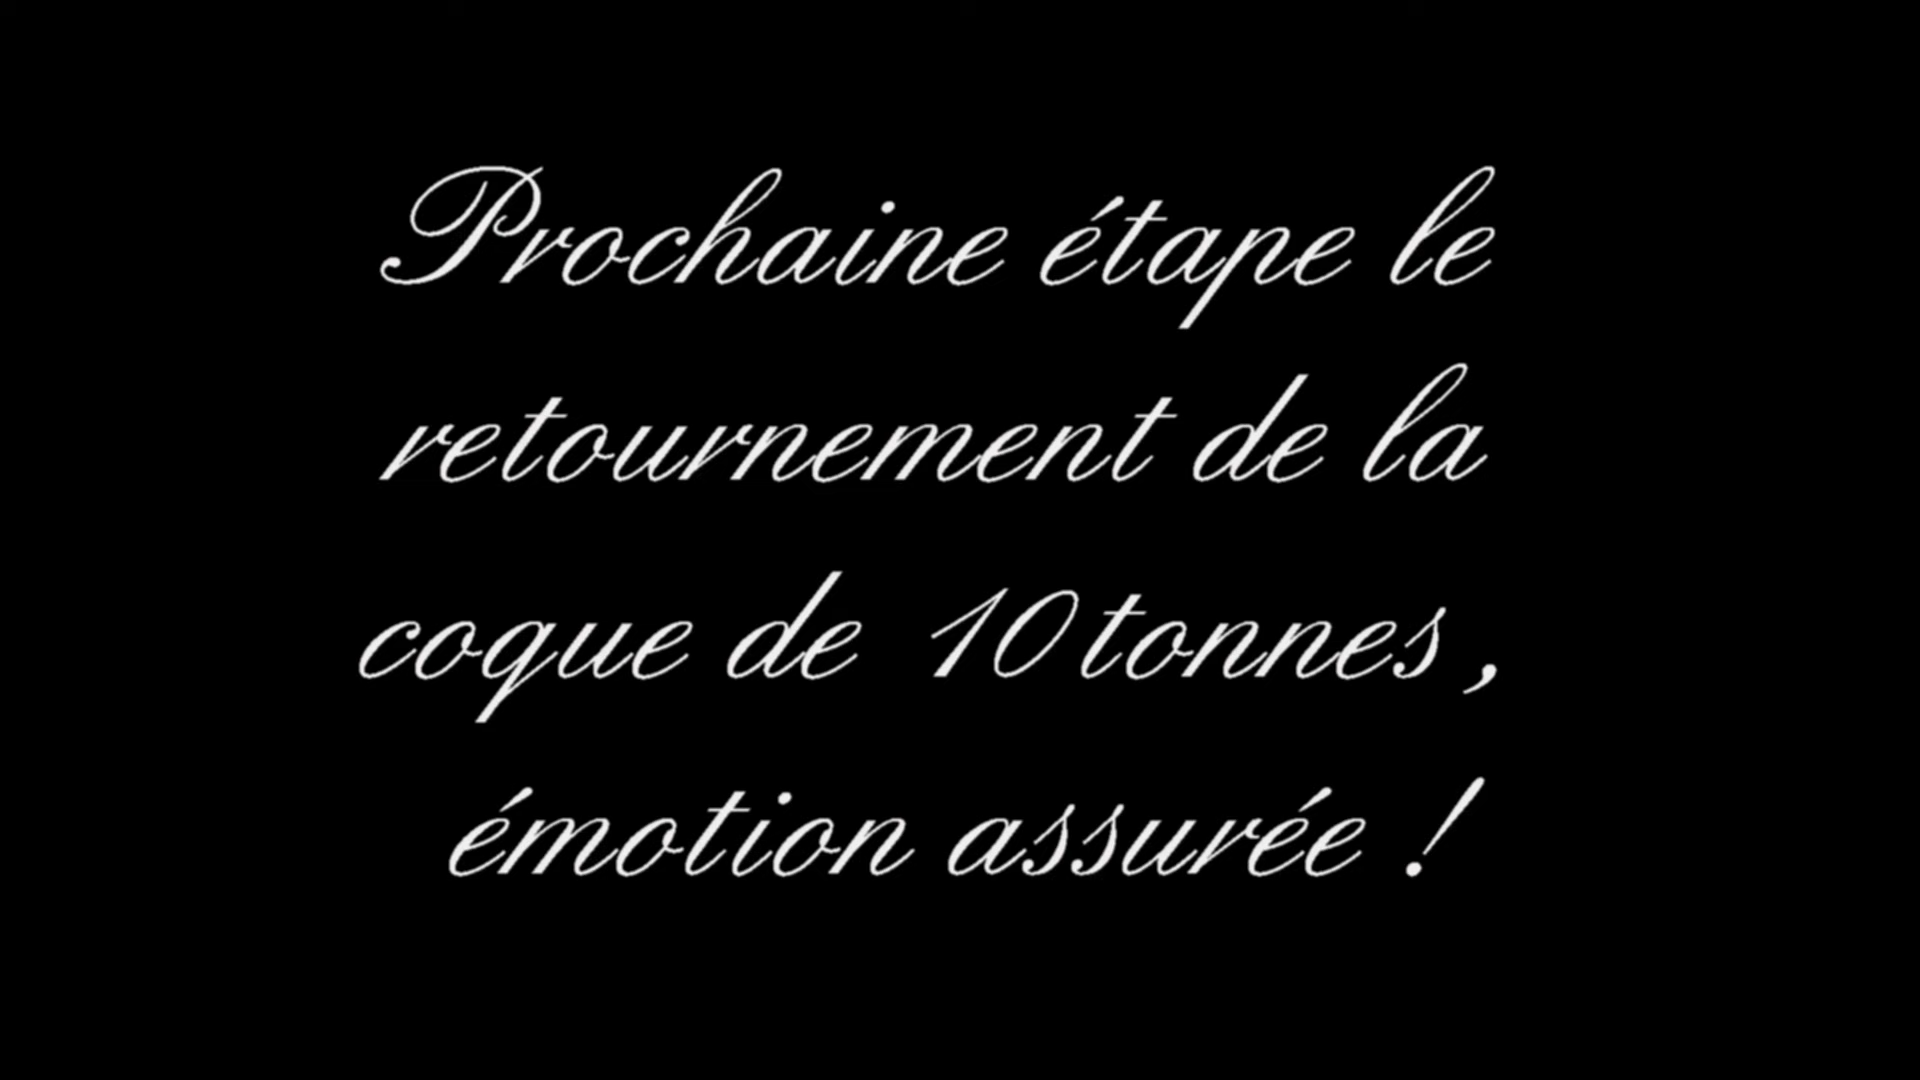 Prochaine étape le
retournement de la
coque de 10 tonnes ,
émotion assurée !